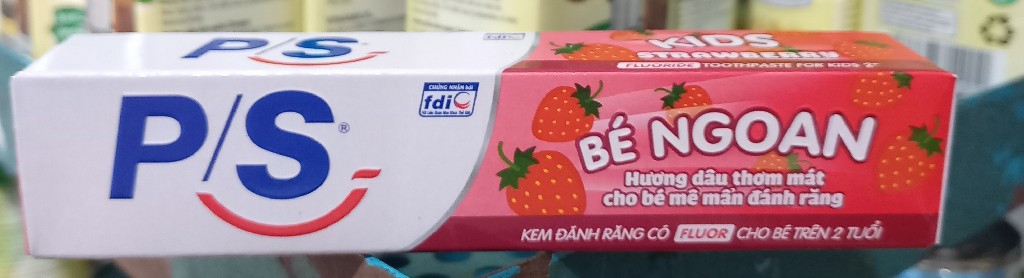 P/S
KIDS
STRAWBERRY
FLUORIDE TOOTHPASTE FOR KIDS 2+
P/S®
CHỨNG NHẬN bởi
fdi
BÉ NGOAN
Hương dâu thơm mát
cho bé mê mẩn đánh răng
KEM ĐÁNH RĂNG CÓ FLUOR CHO BÉ TRÊN 2 TUỔI